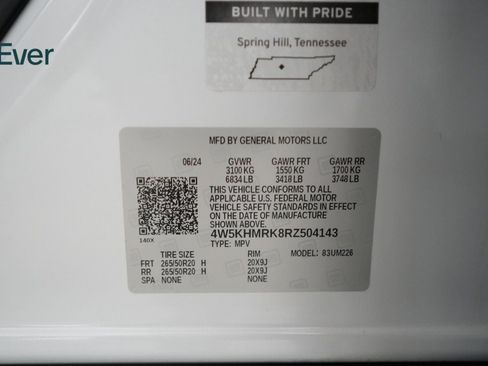 BUILT WITH PRIDE
Ever
Spring Hill, Tennessee
MFD BY GENERAL MOTORS LLC
06/24 GVWR GAWR FRT GAWR RR
3100 KG 1550 KG 1700 KG
6834 LB 3418 LB 3748 LB
THIS VEHICLE CONFORMS TO ALL
APPLICABLE U.S. FEDERAL MOTOR
VEHICLE SAFETY STANDARDS IN EFFECT
ON THE DATE OF MANUFACTURE
SHOWN ABOVE.
140X 4W5KHMRK8RZ504143
TYPE: MPV
TIRE SIZE RIM MODEL: 83UM226
FRT 265/50R20 H 20X9J
RR 265/50R20 H 20X9J
SPA NONE NONE